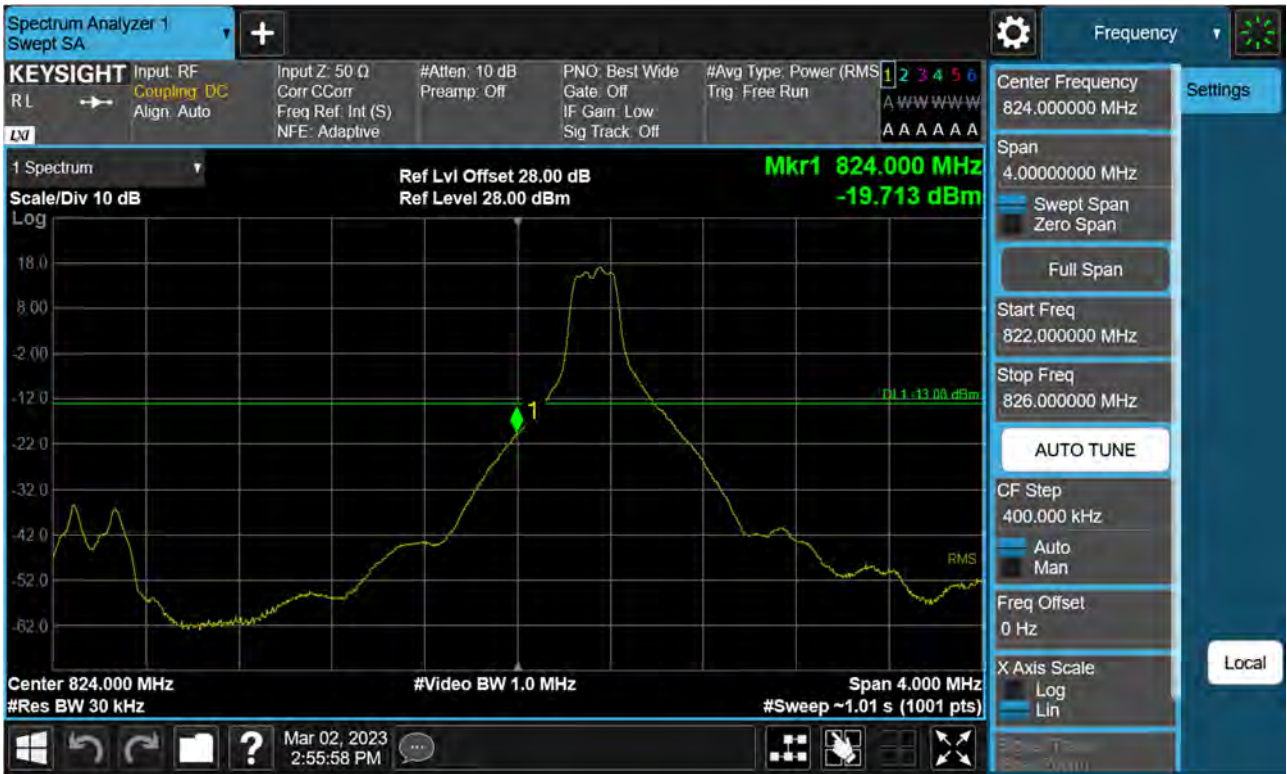 Spectrum Analyzer 1
Swept SA
+
Frequency
KEYSIGHT
R L
LXI
Input: RF
Coupling: DC
Align: Auto
Input Z: 50 Ω
Corr CCorr
Freq Ref: Int (S)
NFE: Adaptive
#Atten: 10 dB
Preamp: Off
PNO: Best Wide
Gate: Off
IF Gain: Low
Sig Track: Off
#Avg Type: Power (RMS
Trig: Free Run
1 2 3 4 5 6
A W W W W W
A A A A A A
1 Spectrum
Scale/Div 10 dB
Ref Lvl Offset 28.00 dB
Ref Level 28.00 dBm
Mkr1 824.000 MHz
-19.713 dBm
Log
18.0
8.00
-2.00
-12.0
-22.0
-32.0
-42.0
-52.0
-62.0
DL1 -13.00 dBm
1
RMS
Center 824.000 MHz
#Video BW 1.0 MHz
Span 4.000 MHz
#Res BW 30 kHz
#Sweep ~1.01 s (1001 pts)
Center Frequency
824.000000 MHz
Settings
Span
4.00000000 MHz
Swept Span
Zero Span
Full Span
Start Freq
822.000000 MHz
Stop Freq
826.000000 MHz
AUTO TUNE
CF Step
400.000 kHz
Auto
Man
Freq Offset
0 Hz
X Axis Scale
Log
Lin
Local
?
Mar 02, 2023
2:55:58 PM